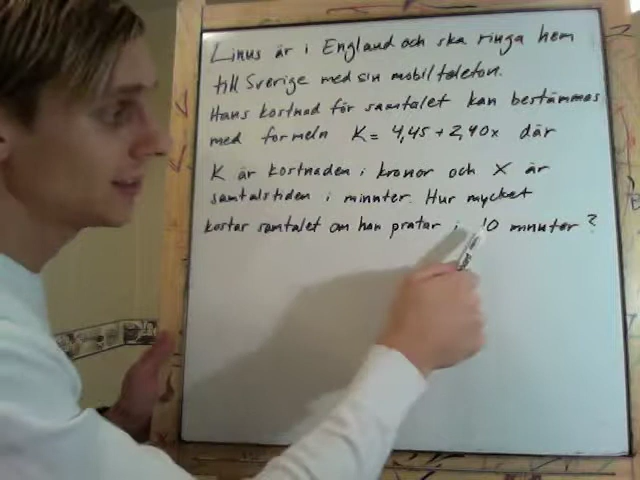 Linus är i England och ska ringa hem
till Sverige med sin mobiltelefon.
Hans kostnad för samtalet kan bestämmas
med formeln K = 4,45 + 2,40x där
K är kostnaden i kronor och X är
samtalstiden i minuter. Hur mycket
kostar samtalet om han pratar i 10 minuter?